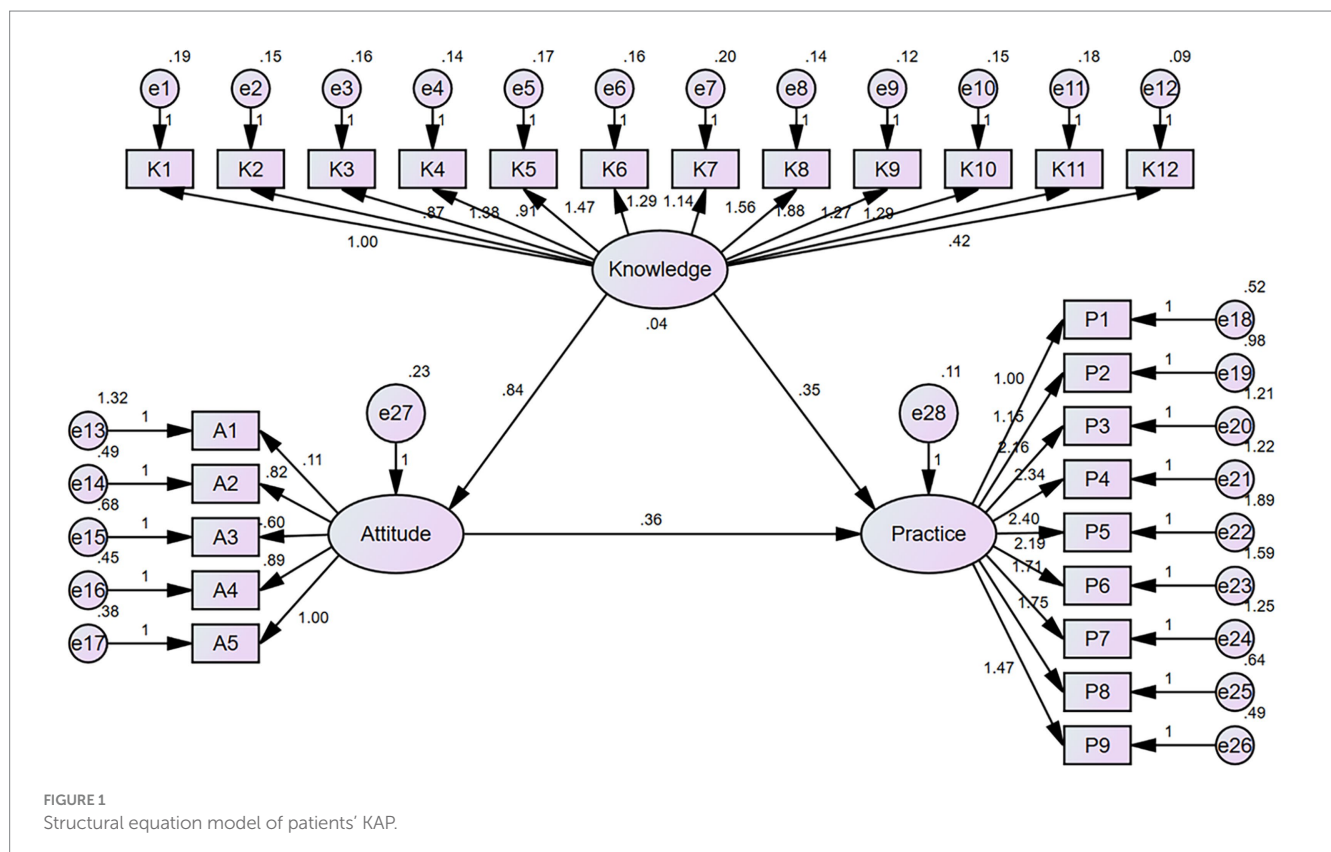 .19 .15 .16 .14 .17 .16 .20 .14 .12 .15 .18 .09
e1 e2 e3 e4 e5 e6 e7 e8 e9 e10 e11 e12
1 1 1 1 1 1 1 1 1 1 1 1
K1 K2 K3 K4 K5 K6 K7 K8 K9 K10 K11 K12
1.00 .87 1.38 .91 1.47 1.29 1.14 1.56 1.88 1.27 1.29 .42
Knowledge
.04
.84
.35
.23
e27
1
.11
e28
1
1.32
e13 1 A1 .11
.49
e14 1 A2 .82
.68
e15 1 A3 -.60
.45
e16 1 A4 .89
.38
e17 1 A5 1.00
Attitude
.36
Practice
.52
1.00 P1 1 e18
.98
1.15 P2 1 e19
1.21
2.16 P3 1 e20
1.22
2.34 P4 1 e21
1.89
2.40 P5 1 e22
1.59
2.19 P6 1 e23
1.25
1.71 P7 1 e24
.64
1.75 P8 1 e25
.49
1.47 P9 1 e26
FIGURE 1
Structural equation model of patients' KAP.